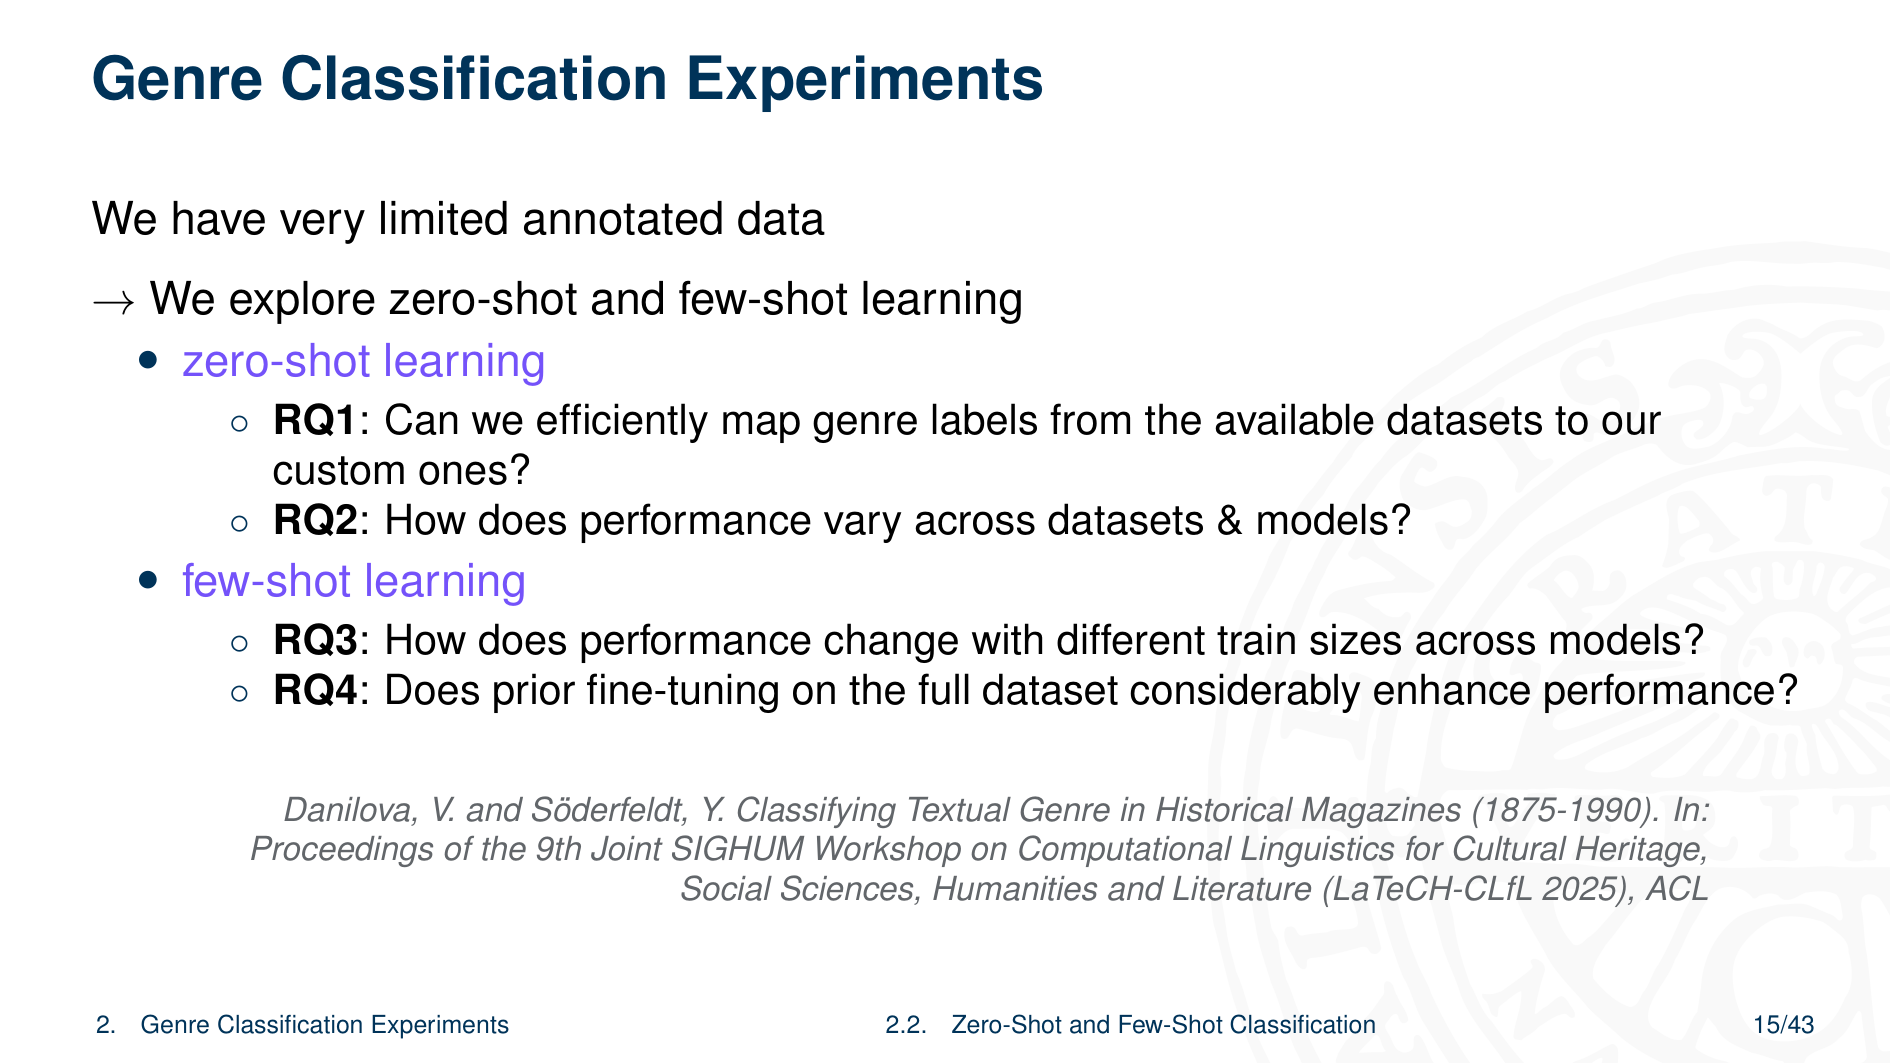 Genre Classification Experiments
We have very limited annotated data
→ We explore zero-shot and few-shot learning
• zero-shot learning
◦ RQ1: Can we efficiently map genre labels from the available datasets to our
custom ones?
◦ RQ2: How does performance vary across datasets & models?
• few-shot learning
◦ RQ3: How does performance change with different train sizes across models?
◦ RQ4: Does prior fine-tuning on the full dataset considerably enhance performance?
Danilova, V. and Söderfeldt, Y. Classifying Textual Genre in Historical Magazines (1875-1990). In:
Proceedings of the 9th Joint SIGHUM Workshop on Computational Linguistics for Cultural Heritage,
Social Sciences, Humanities and Literature (LaTeCH-CLfL 2025), ACL
2. Genre Classification Experiments 2.2. Zero-Shot and Few-Shot Classification 15/43